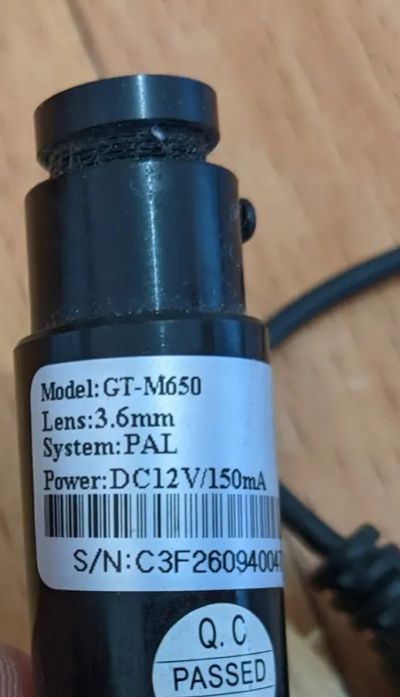 Model:GT-M650
Lens:3.6mm
System:PAL
Power:DC12V/150mA
S/N:C3F26094004
Q.C
PASSED